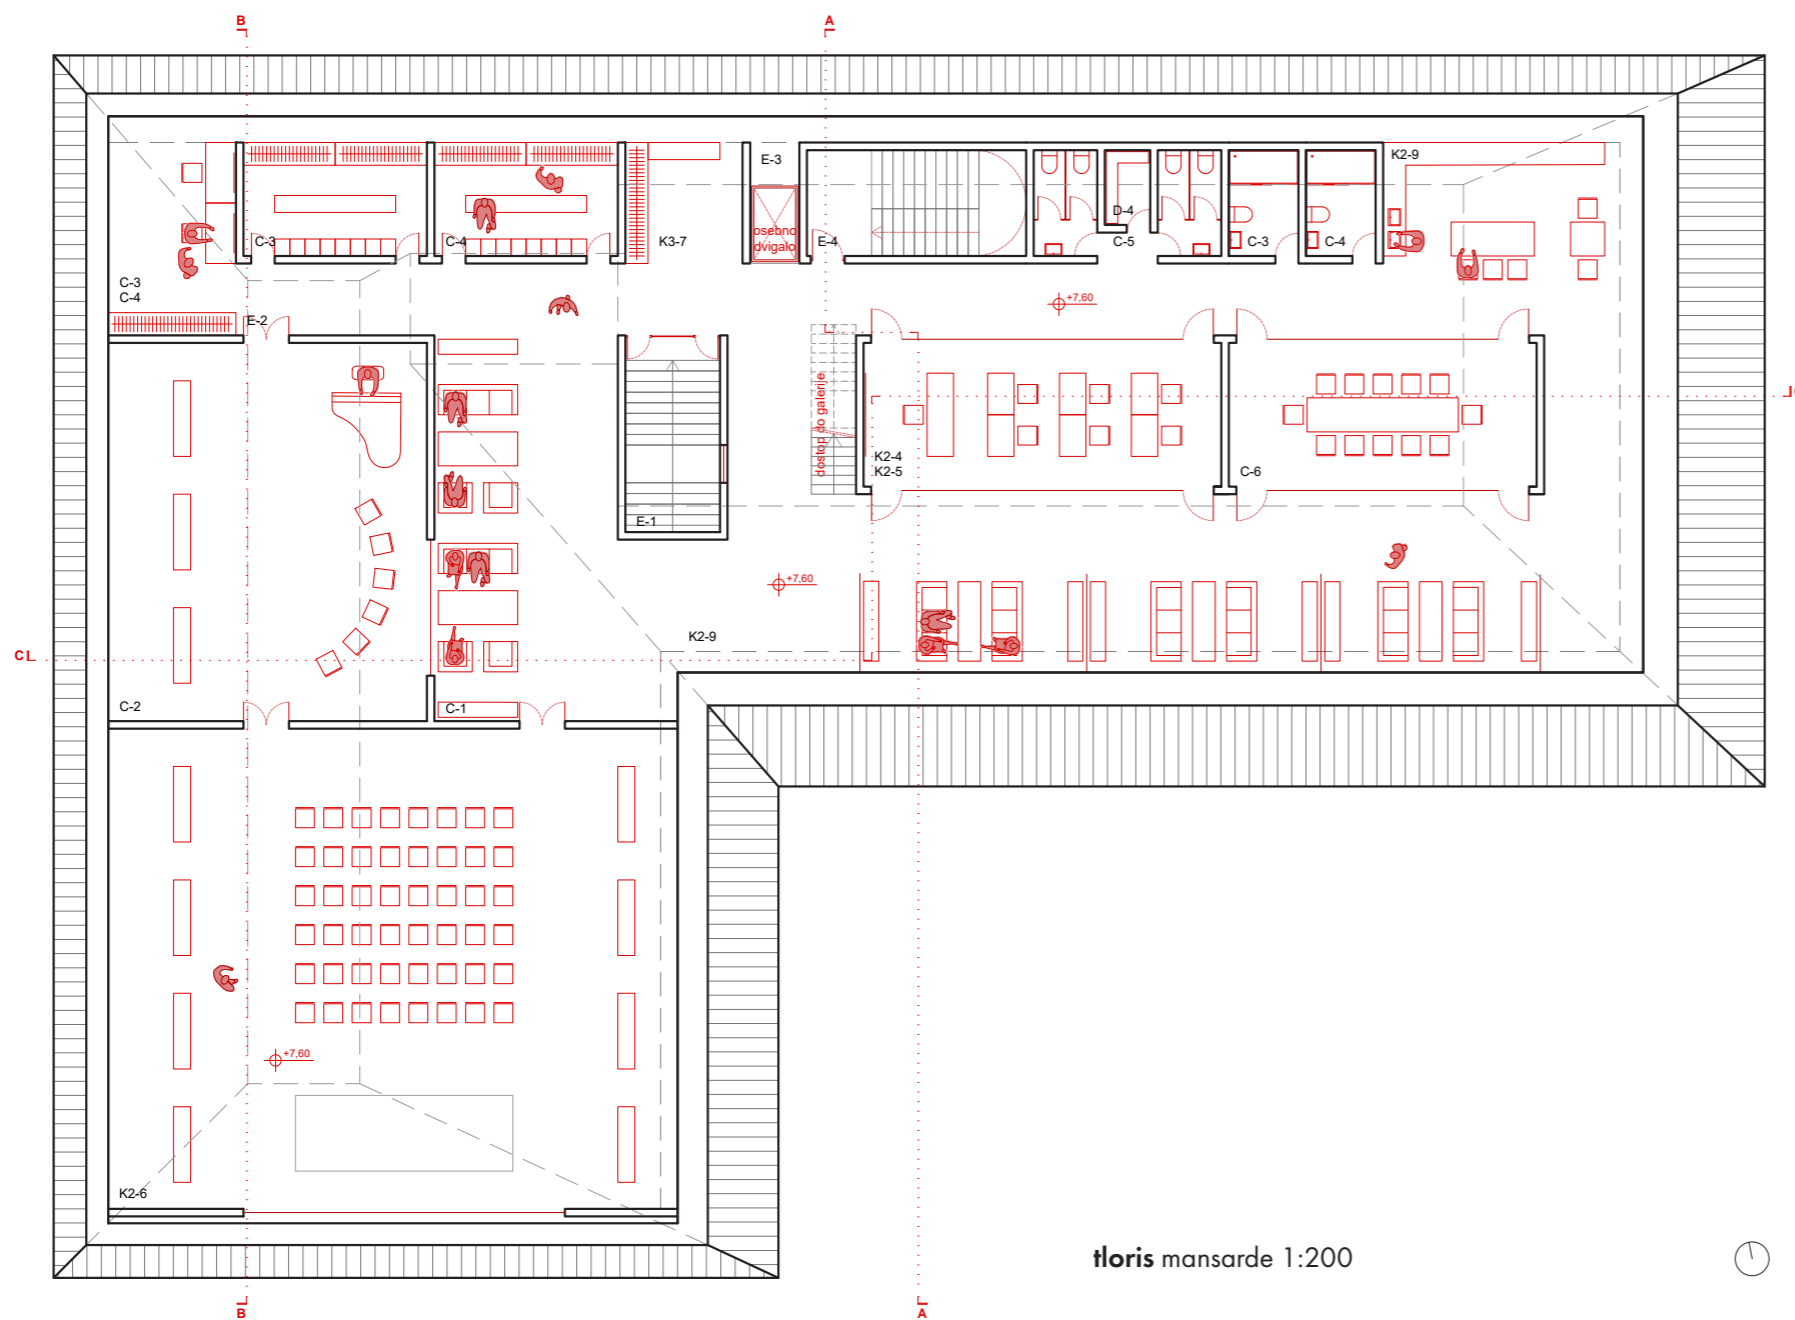 B
A
E-3
K2-9
osebno
dvigalo
D-4
C-3
C-4
K3-7
E-4
C-5
C-3
C-4
C-3
C-4
+7,60
E-2
dostop do galerije
K2-4
K2-5
C-6
E-1
+7,60
K2-9
C
C-2
C-1
+7,60
K2-6
tloris mansarde 1:200
B
A